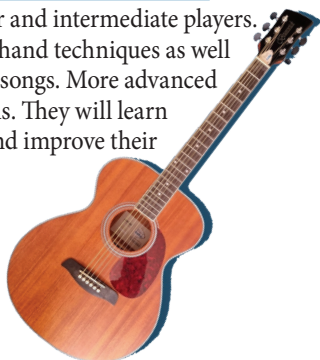 r and intermediate players.
hand techniques as well
songs. More advanced
s. They will learn
nd improve their